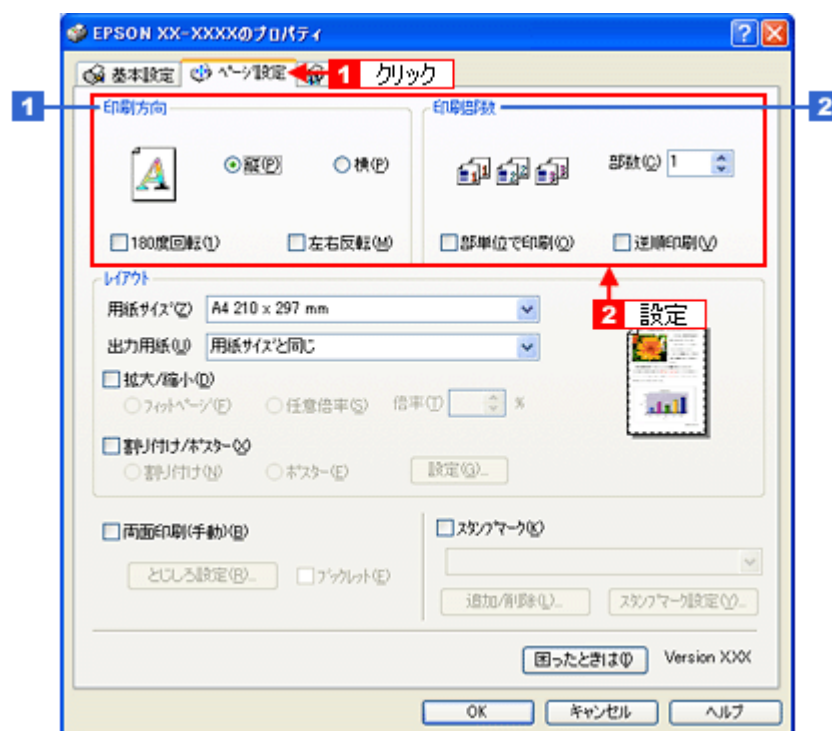 EPSON XX-XXXXのプロパティ
基本設定 ページ設定 1 クリック
1 印刷方向 印刷部数 2
縦(P) 横(P) 部数(C) 1
180度回転(1) 左右反転(M) 部単位で印刷(O) 逆順印刷(V)
レイアウト
2 設定
用紙サイズ(Z) A4 210 x 297 mm
出力用紙(U) 用紙サイズと同じ
拡大/縮小(D)
フィットページ(F) 任意倍率(S) 倍率(T) %
割り付け/ポスター(X)
割り付け(N) ポスター(E) 設定(G)...
両面印刷(手動)(B) スタンプマーク(K)
とじしろ設定(R)... ブックレット(E)
追加/削除(L)... スタンプマーク設定(Y)...
困ったときは(I) Version XXX
OK キャンセル ヘルプ